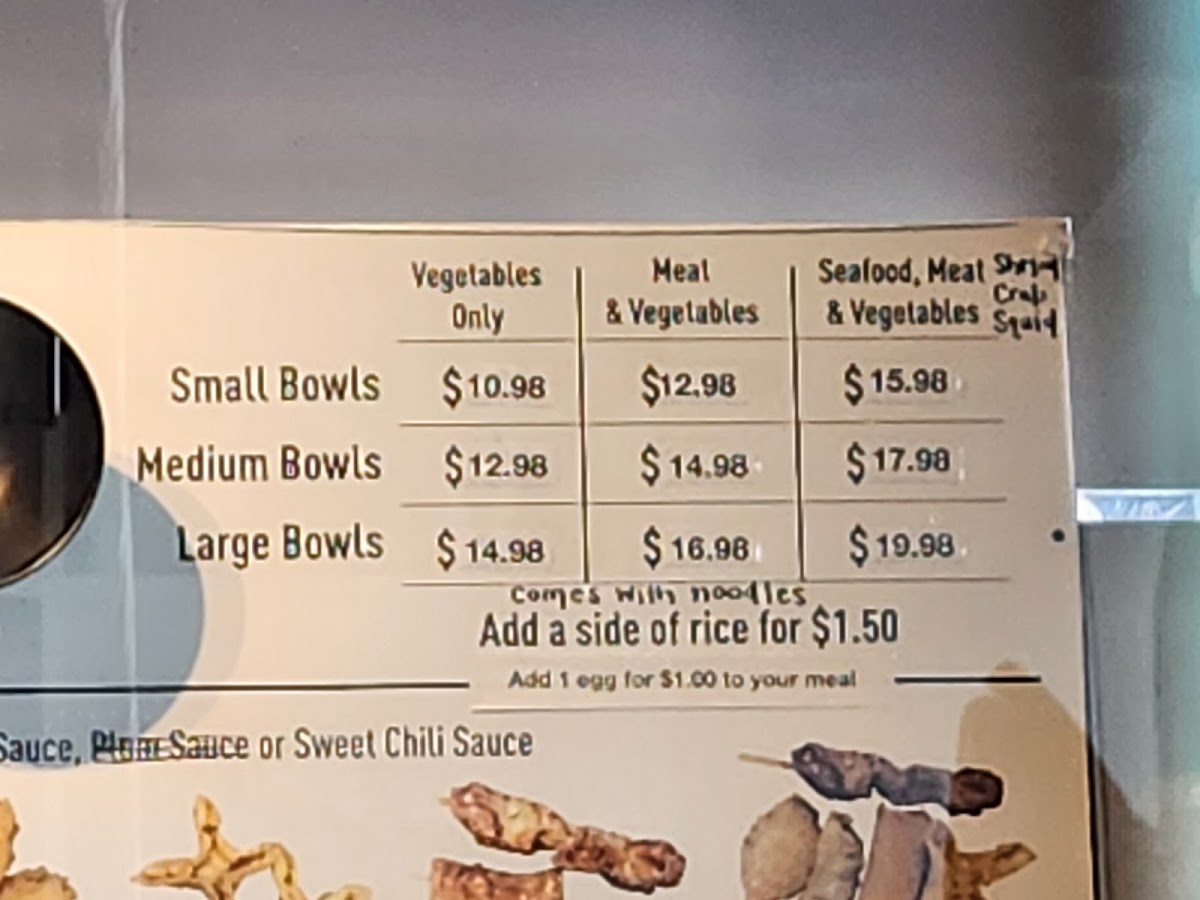 Vegetables Only
Meat & Vegetables
Seafood, Meat & Vegetables
Crab
Squid
Small Bowls $10.98 $12.98 $15.98
Medium Bowls $12.98 $14.98 $17.98
Large Bowls $14.98 $16.98 $19.98
Comes with noodles
Add a side of rice for $1.50
Add 1 egg for $1.00 to your meal
Sauce, Plum Sauce or Sweet Chili Sauce